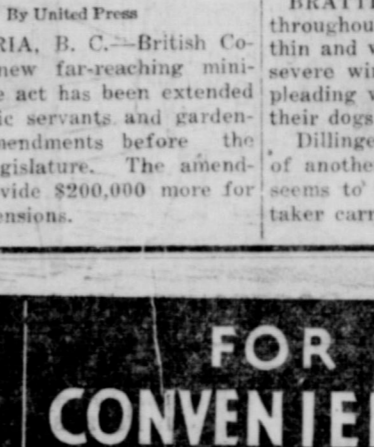 By United Press
RIA, B. C.—British Co-
new far-reaching mini-
e act has been extended
ic servants and garden-
nendments before the
gislature. The amend-
vide $200,000 more for
ensions.
BRATTL
throughou
thin and v
severe wi
pleading v
their dogs
Dillinge
of anothe
seems to
taker carr
FOR
CONVENIE